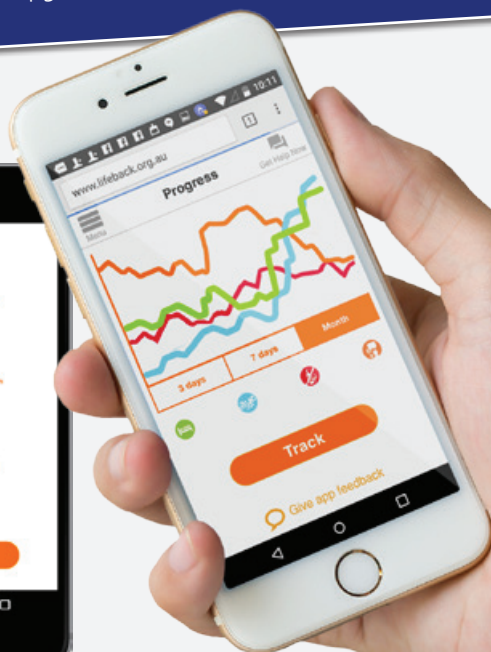 10:11
www.lifeback.org.au
1
Menu
Progress
Get Help Now
3 days
7 days
Month
Track
Give app feedback